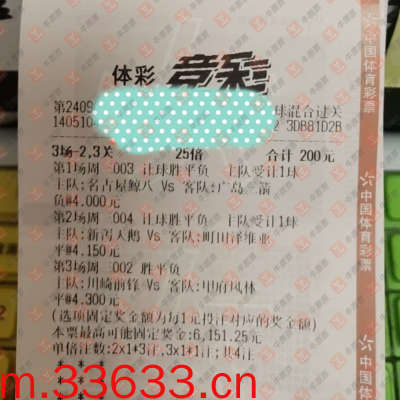 体彩 竞彩
第2409 球混合过关
140510 2 3DB81D2B
3场-2,3关 25倍 合计 200元
第1场周 003 让球胜平负 主队受让1球
主队:名古屋鲸八 Vs 客队:广岛三箭
负@4.000元
第2场周 004 让球胜平负 主队受让1球
主队:新泻天鹅 Vs 客队:町田泽维亚
平@4.150元
第3场周 002 胜平负
主队:川崎前锋 Vs 客队:甲府风林
平@4.300元
(选项固定奖金额为每1元投注对应的奖金额)
本票最高可能固定奖金:6,151.25元
单倍注数:2x1*3注,3x1*1注;共4注
m.33633.cn
中国体育彩票
中国体育彩票
中国体育